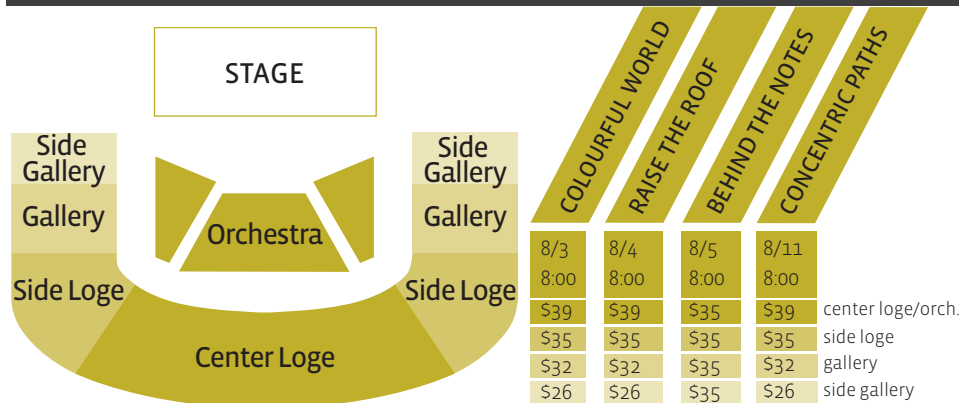 STAGE
Side
Gallery
Side
Gallery
Gallery
Gallery
Orchestra
Side Loge
Side Loge
Center Loge
COLOURFUL WORLD
RAISE THE ROOF
BEHIND THE NOTES
CONCENTRIC PATHS
8/3 8/4 8/5 8/11
8:00 8:00 8:00 8:00
$39 $39 $35 $39 center loge/orch.
$35 $35 $35 $35 side loge
$32 $32 $35 $32 gallery
$26 $26 $35 $26 side gallery